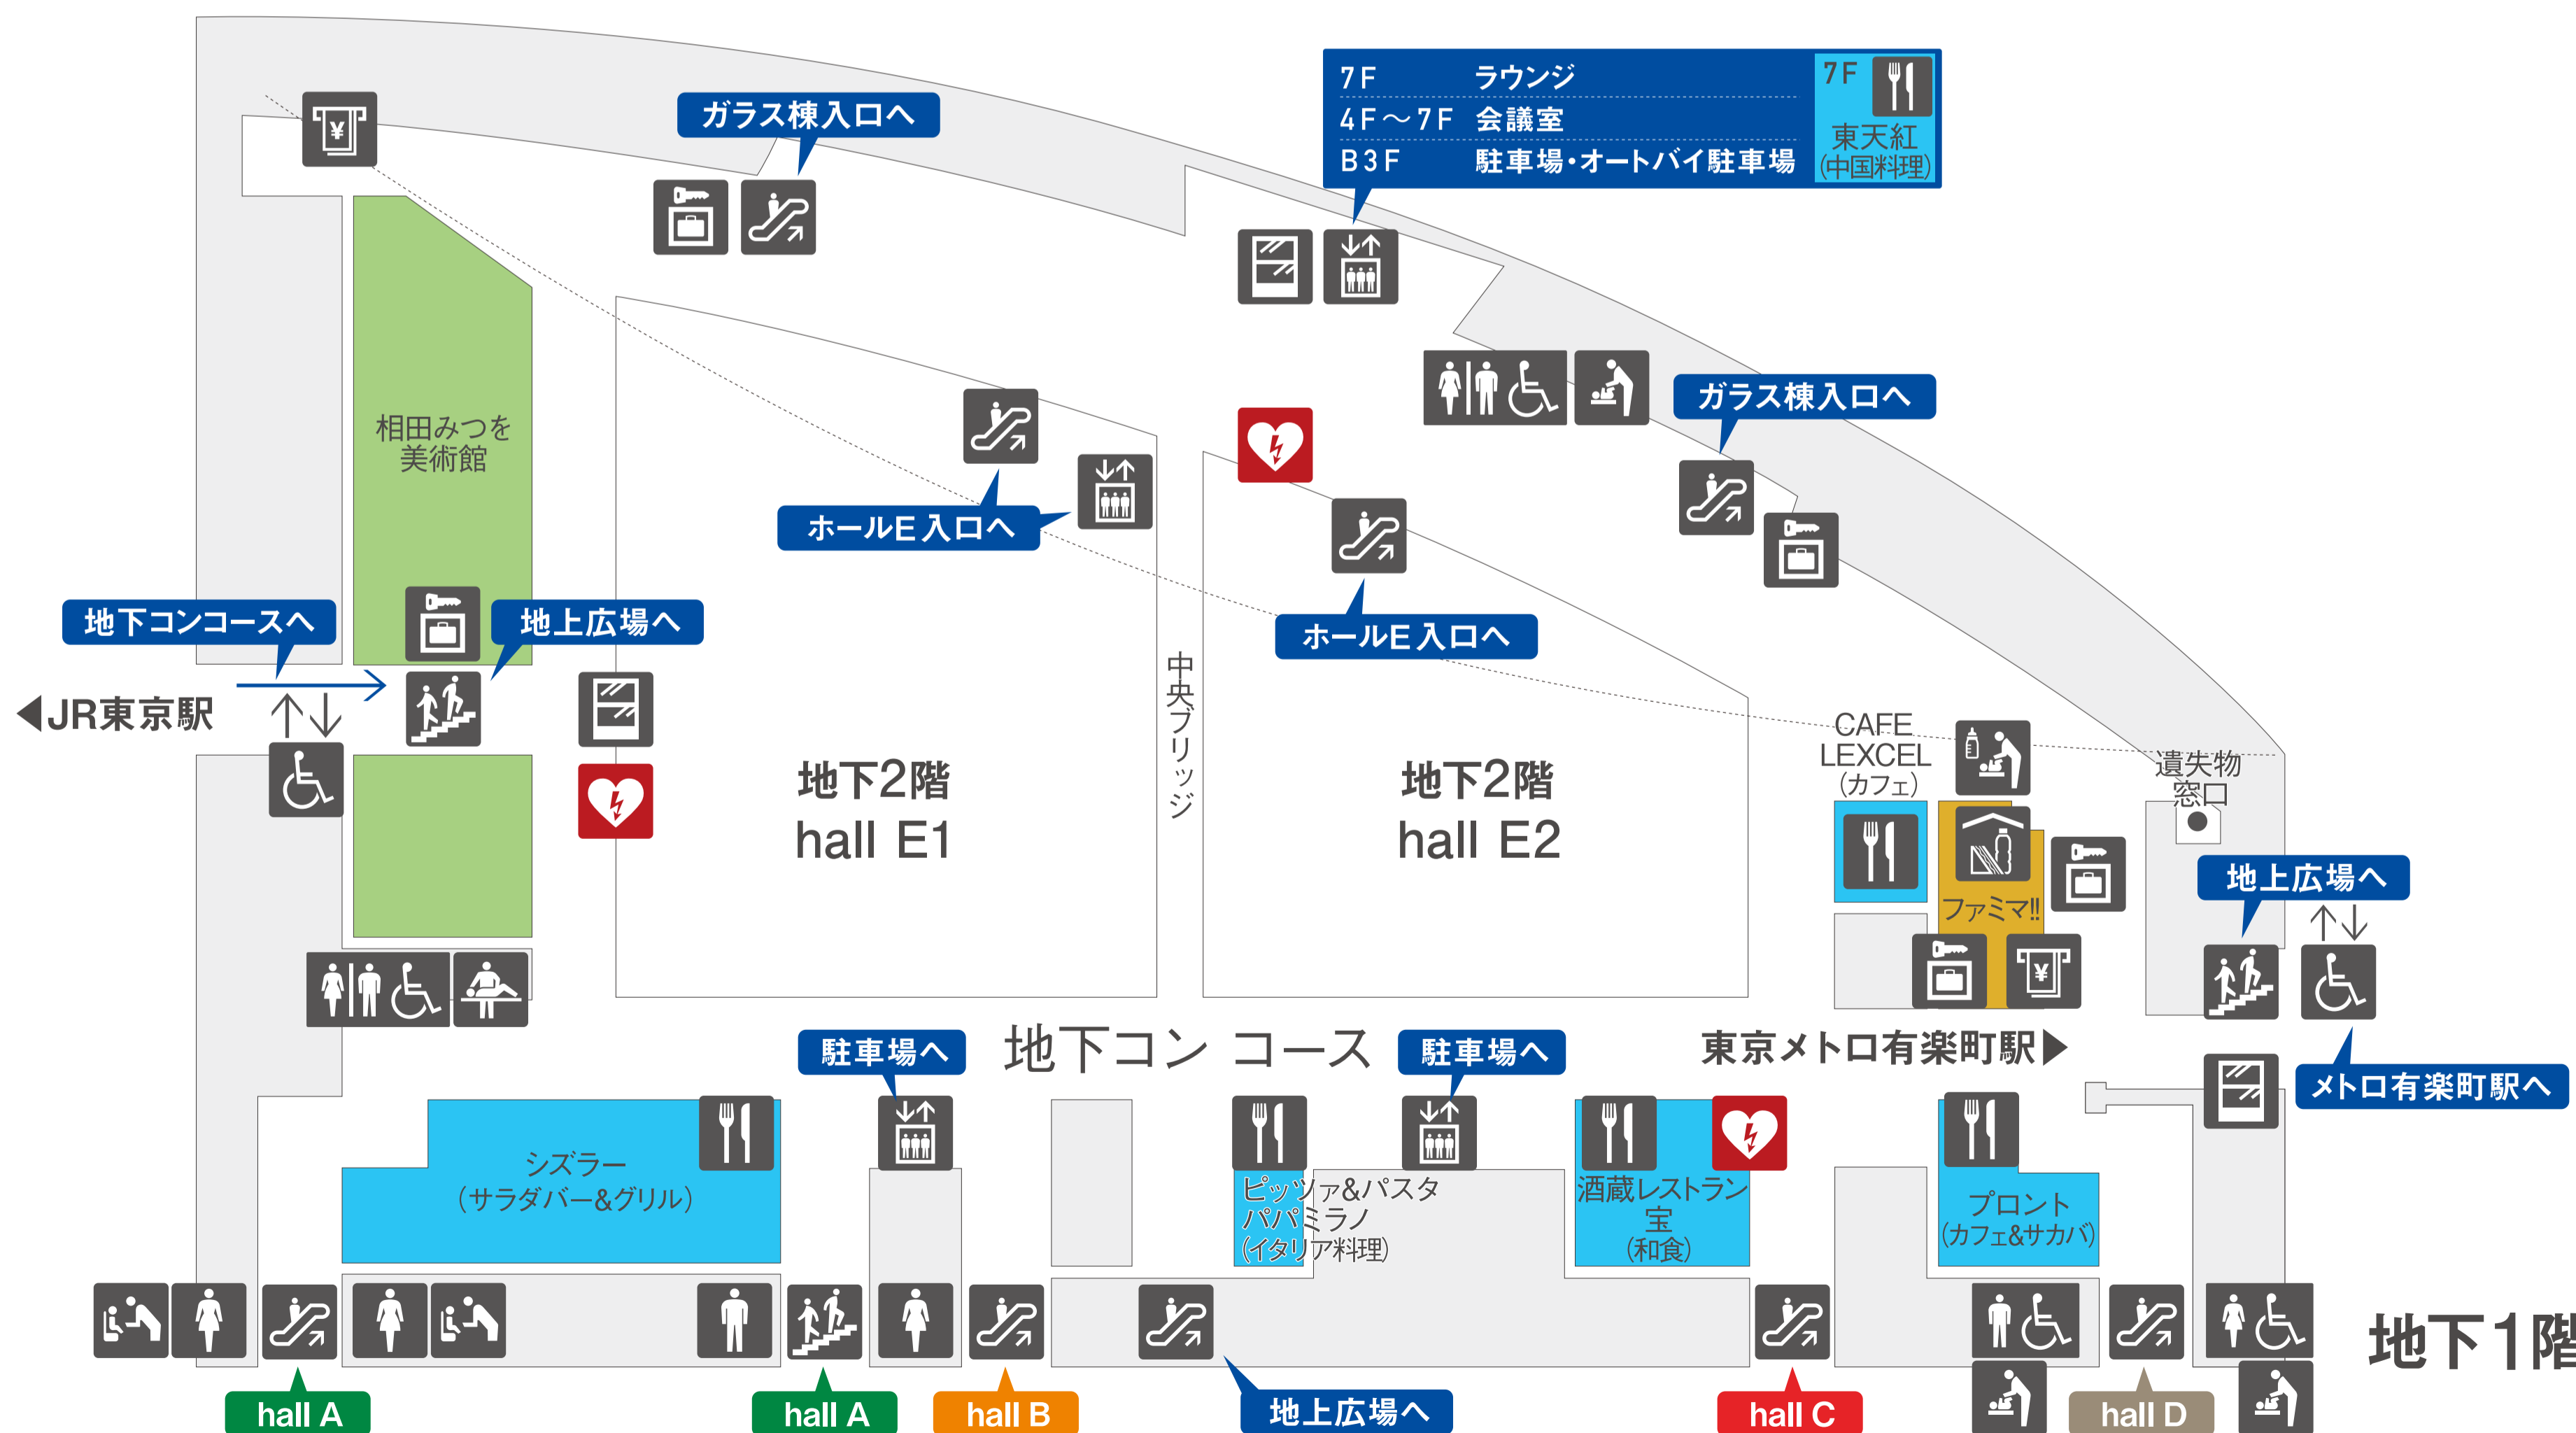 ガラス棟入口へ
7F ラウンジ
4F～7F 会議室
B3F 駐車場・オートバイ駐車場
7F
東天紅
(中国料理)
¥
ガラス棟入口へ
相田みつを
美術館
ホールE 入口へ
ホールE 入口へ
地下コンコースへ
地上広場へ
◀JR東京駅
中央ブリッジ
地下2階
hall E1
地下2階
hall E2
CAFE
LEXCEL
(カフェ)
遺失物
窓口
ファミマ!!
¥
地上広場へ
駐車場へ
地下コン コース
駐車場へ
東京メトロ有楽町駅▶
メトロ有楽町駅へ
シズラー
(サラダバー&グリル)
ピッツァ&パスタ
パパミラノ
(イタリア料理)
酒蔵レストラン
宝
(和食)
プロント
(カフェ&サカバ)
地下1階
hall A
hall A
hall B
地上広場へ
hall C
hall D